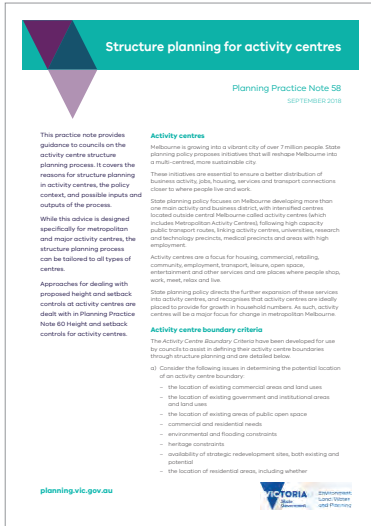 Structure planning for activity centres
Planning Practice Note 58
SEPTEMBER 2018
This practice note provides
guidance to councils on the
activity centre structure
planning process. It covers the
reasons for structure planning
in activity centres, the policy
context, and possible inputs and
outputs of the process.
While this advice is designed
specifically for metropolitan
and major activity centres, the
structure planning process
can be tailored to all types of
centres.
Approaches for dealing with
proposed height and setback
controls at activity centres are
dealt with in Planning Practice
Note 60 Height and setback
controls for activity centres.
Activity centres
Melbourne is growing into a vibrant city of over 7 million people. State
planning policy proposes initiatives that will reshape Melbourne into
a multi-centred, more sustainable city.
These initiatives are essential to ensure a better distribution of
business activity, jobs, housing, services and transport connections
closer to where people live and work.
State planning policy focuses on Melbourne developing more than
one main activity and business district, with intensified centres
located outside central Melbourne called activity centres (which
includes Metropolitan Activity Centres), following high capacity
public transport routes, linking activity centres, universities, research
and technology precincts, medical precincts and areas with high
employment.
Activity centres are a focus for housing, commercial, retailing,
community, employment, transport, leisure, open space,
entertainment and other services and are places where people shop,
work, meet, relax and live.
State planning policy directs the further expansion of these services
into activity centres, and recognises that activity centres are ideally
placed to provide for growth in household numbers. As such, activity
centres will be a major focus for change in metropolitan Melbourne.
Activity centre boundary criteria
The Activity Centre Boundary Criteria have been developed for use
by councils to assist in defining their activity centre boundaries
through structure planning and are detailed below.
a) Consider the following issues in determining the potential location
of an activity centre boundary:
– the location of existing commercial areas and land uses
– the location of existing government and institutional areas
and land uses
– the location of existing areas of public open space
– commercial and residential needs
– environmental and flooding constraints
– heritage constraints
– availability of strategic redevelopment sites, both existing and
potential
– the location of residential areas, including whether
planning.vic.gov.au
VICTORIA
State
Government
Environment,
Land, Water
and Planning